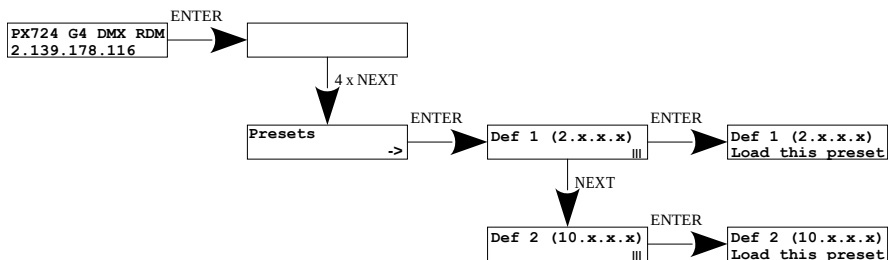 ENTER
PX724 G4 DMX RDM
2.139.178.116
4 x NEXT
Presets
->
ENTER
Def 1 (2.x.x.x)
ENTER
Def 1 (2.x.x.x)
Load this preset
NEXT
Def 2 (10.x.x.x)
ENTER
Def 2 (10.x.x.x)
Load this preset